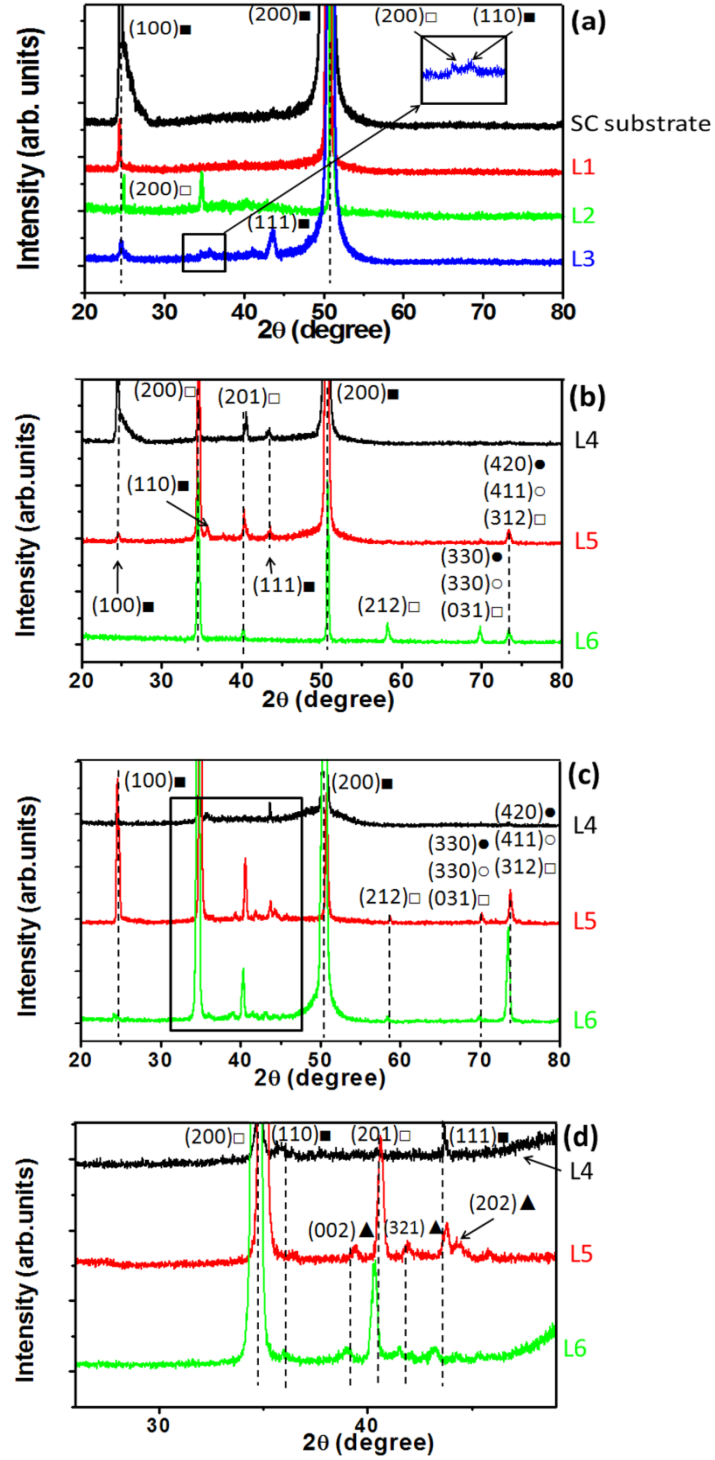 (100)■
(200)■
(200)□
(110)■
(a)
SC substrate
L1
(200)□
L2
(111)■
L3
Intensity (arb. units)
20 30 40 50 60 70 80
2θ (degree)
(200)□
(201)□
(200)■
(b)
L4
(420)●
(411)○
(312)□
(110)■
L5
(330)●
(330)○
(031)□
(111)■
(100)■
(212)□
L6
Intensity (arb.units)
20 30 40 50 60 70 80
2θ (degree)
(100)■
(200)■
(c)
(420)●
L4
(330)●
(411)○
(330)○
(312)□
(212)□
(031)□
L5
L6
Intensity (arb.units)
20 30 40 50 60 70 80
2θ (degree)
(200)□
(110)■
(201)□
(111)■
(d)
L4
(002)▲
(321)▲
(202)▲
L5
L6
Intensity (arb.units)
30 40
2θ (degree)